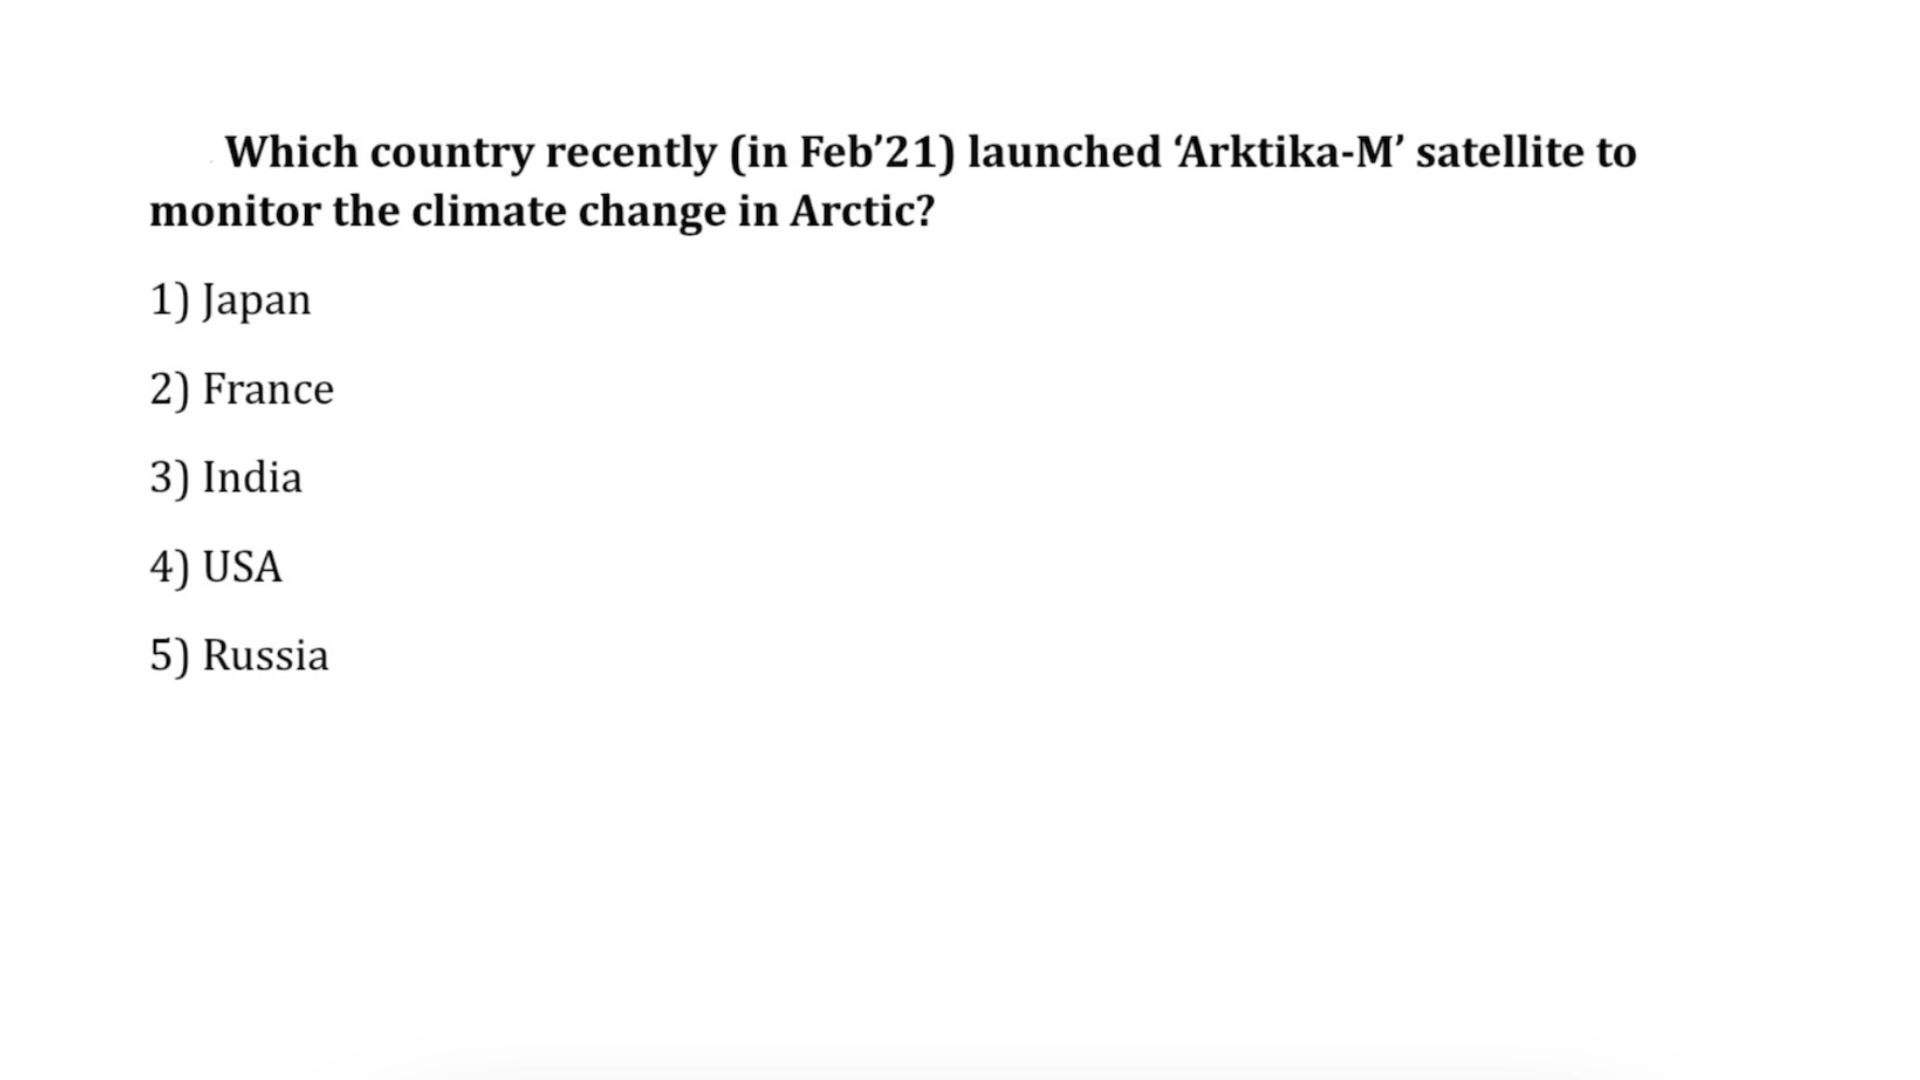 Which country recently (in Feb’21) launched ‘Arktika-M’ satellite to
monitor the climate change in Arctic?
1) Japan
2) France
3) India
4) USA
5) Russia